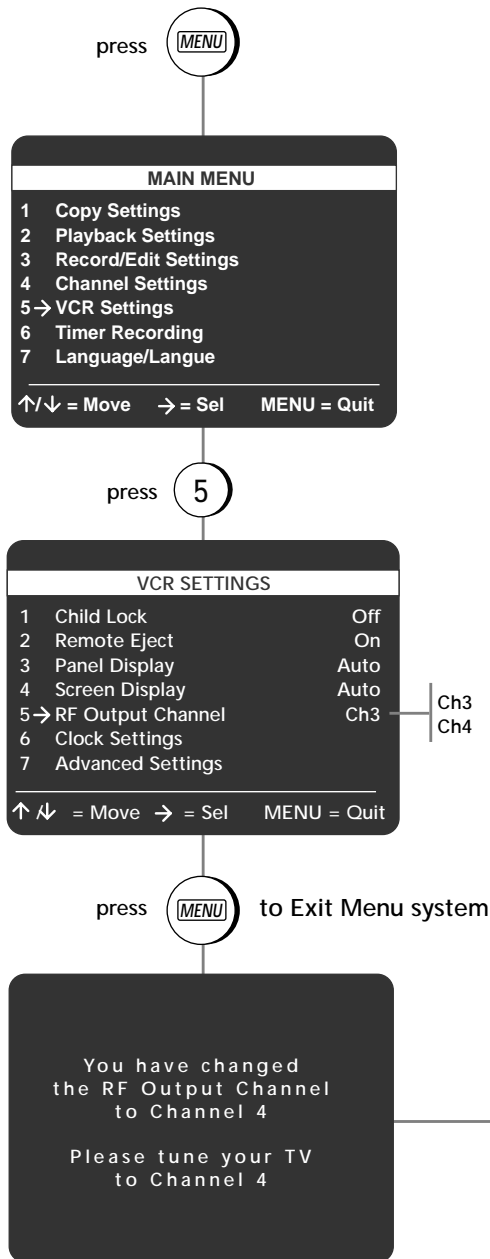 press MENU
MAIN MENU
1 Copy Settings
2 Playback Settings
3 Record/Edit Settings
4 Channel Settings
5→ VCR Settings
6 Timer Recording
7 Language/Langue
↑/↓ = Move → = Sel MENU = Quit
press 5
VCR SETTINGS
1 Child Lock Off
2 Remote Eject On
3 Panel Display Auto
4 Screen Display Auto
5→ RF Output Channel Ch3
Ch3
Ch4
6 Clock Settings
7 Advanced Settings
↑/↓ = Move → = Sel MENU = Quit
press MENU to Exit Menu system
You have changed
the RF Output Channel
to Channel 4
Please tune your TV
to Channel 4